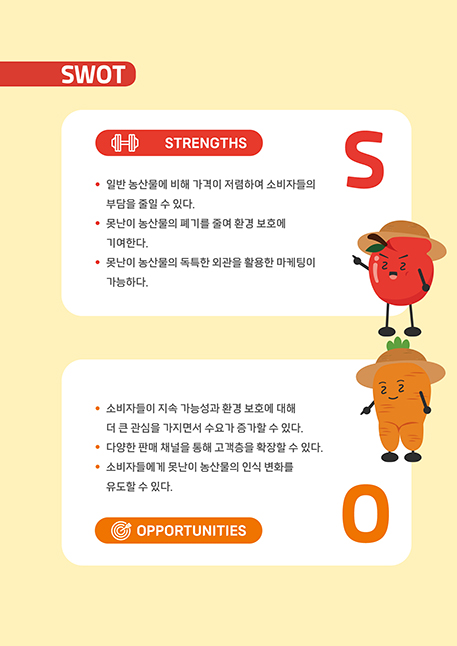 SWOT
STRENGTHS
S
• 일반 농산물에 비해 가격이 저렴하여 소비자들의
부담을 줄일 수 있다.
• 못난이 농산물의 폐기를 줄여 환경 보호에
기여한다.
• 못난이 농산물의 독특한 외관을 활용한 마케팅이
가능하다.
• 소비자들이 지속 가능성과 환경 보호에 대해
더 큰 관심을 가지면서 수요가 증가할 수 있다.
• 다양한 판매 채널을 통해 고객층을 확장할 수 있다.
• 소비자들에게 못난이 농산물의 인식 변화를
유도할 수 있다.
OPPORTUNITIES
O